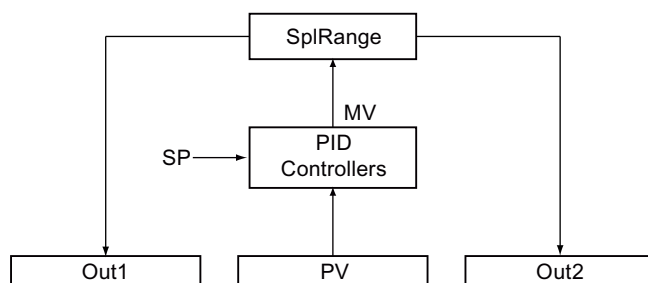 SplRange
MV
SP
PID
Controllers
Out1
PV
Out2